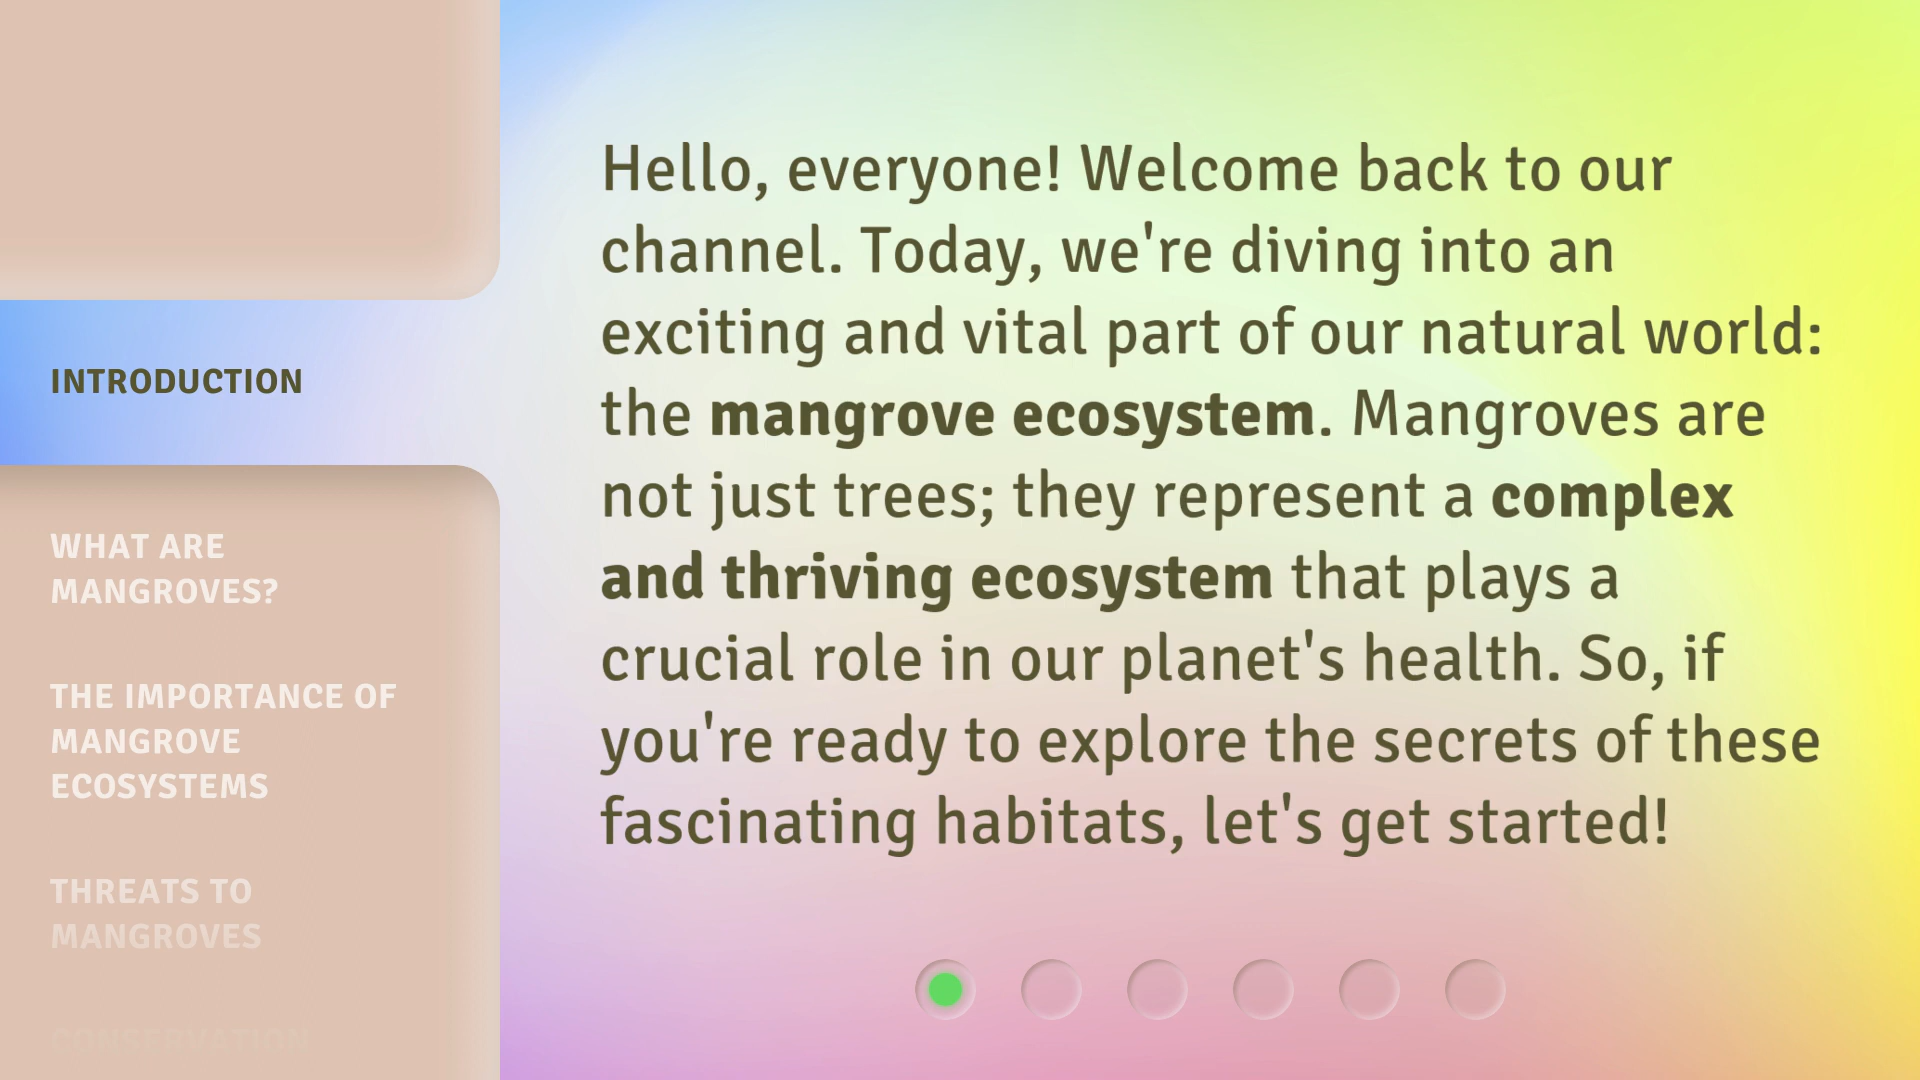 INTRODUCTION
WHAT ARE
MANGROVES?
THE IMPORTANCE OF
MANGROVE
ECOSYSTEMS
THREATS TO
MANGROVES
CONSERVATION
Hello, everyone! Welcome back to our
channel. Today, we're diving into an
exciting and vital part of our natural world:
the mangrove ecosystem. Mangroves are
not just trees; they represent a complex
and thriving ecosystem that plays a
crucial role in our planet's health. So, if
you're ready to explore the secrets of these
fascinating habitats, let's get started!